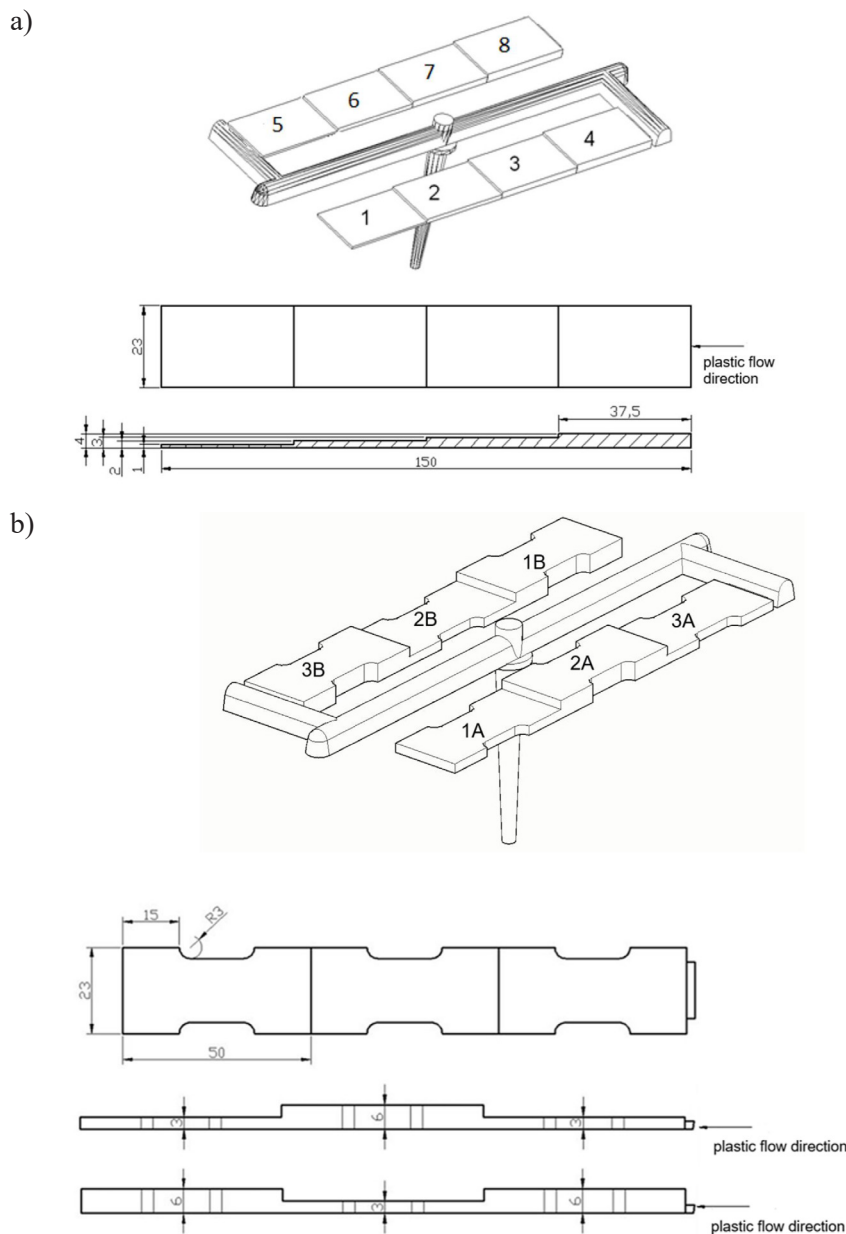 a)
8
7
6
5
4
3
2
1
23
plastic flow
direction
37,5
4
3
2
1
150
b)
1B
2B
3B
3A
2A
1A
15
R3
23
50
3
6
3
plastic flow direction
6
3
6
plastic flow direction